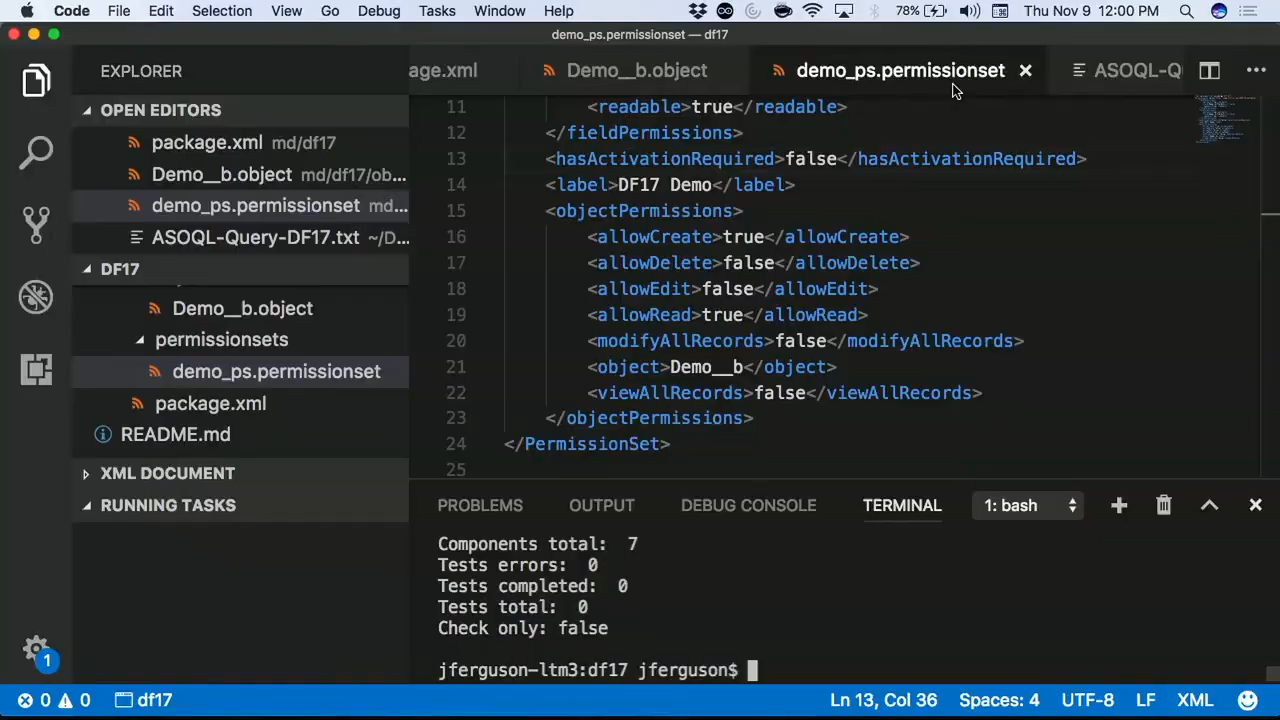 Code File Edit Selection View Go Debug Tasks Window Help 78% Thu Nov 9 12:00 PM
demo_ps.permissionset — df17
EXPLORER
OPEN EDITORS
package.xml md/df17
Demo__b.object md/df17/ob...
demo_ps.permissionset md...
ASOQL-Query-DF17.txt ~/D...
DF17
Demo__b.object
permissionsets
demo_ps.permissionset
package.xml
README.md
XML DOCUMENT
RUNNING TASKS
age.xml Demo__b.object demo_ps.permissionset ASOQL-Q
11 <readable>true</readable>
12 </fieldPermissions>
13 <hasActivationRequired>false</hasActivationRequired>
14 <label>DF17 Demo</label>
15 <objectPermissions>
16 <allowCreate>true</allowCreate>
17 <allowDelete>false</allowDelete>
18 <allowEdit>false</allowEdit>
19 <allowRead>true</allowRead>
20 <modifyAllRecords>false</modifyAllRecords>
21 <object>Demo__b</object>
22 <viewAllRecords>false</viewAllRecords>
23 </objectPermissions>
24 </PermissionSet>
25
PROBLEMS OUTPUT DEBUG CONSOLE TERMINAL 1: bash
Components total: 7
Tests errors: 0
Tests completed: 0
Tests total: 0
Check only: false
jferguson-ltm3:df17 jferguson$
1
0 0 df17 Ln 13, Col 36 Spaces: 4 UTF-8 LF XML